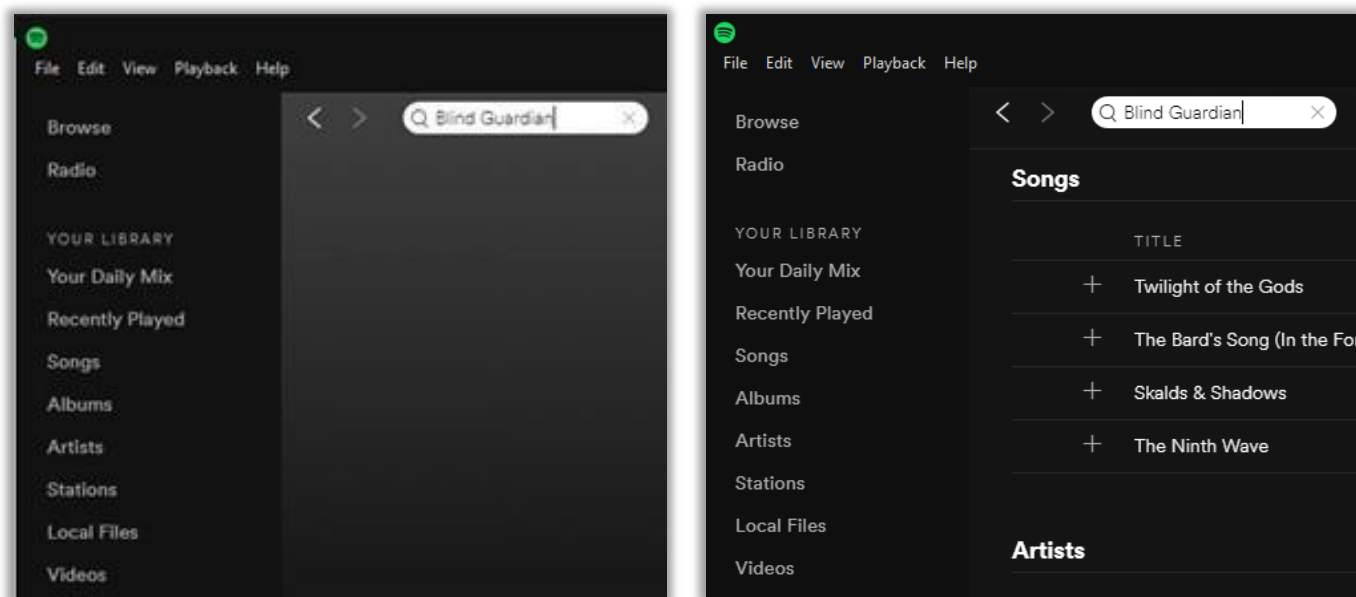 File Edit View Playback Help
Blind Guardian
Browse
Radio
YOUR LIBRARY
Your Daily Mix
Recently Played
Songs
Albums
Artists
Stations
Local Files
Videos
File Edit View Playback Help
Blind Guardian
Browse
Radio
YOUR LIBRARY
Your Daily Mix
Recently Played
Songs
Albums
Artists
Stations
Local Files
Videos
Songs
TITLE
Twilight of the Gods
The Bard's Song (In the For
Skalds & Shadows
The Ninth Wave
Artists